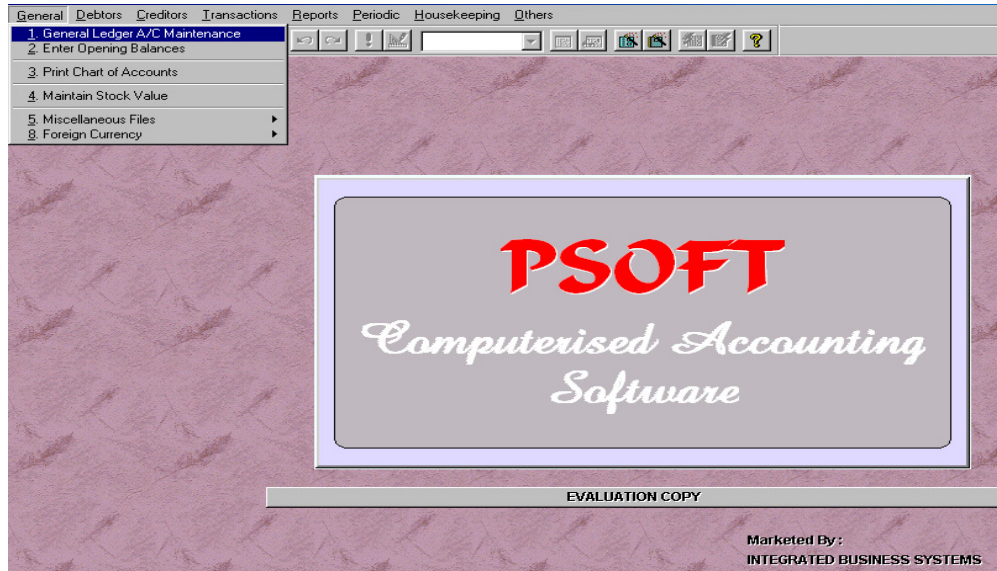 General Debtors Creditors Transactions Reports Periodic Housekeeping Others
1. General Ledger A/C Maintenance
2. Enter Opening Balances
3. Print Chart of Accounts
4. Maintain Stock Value
5. Miscellaneous Files
8. Foreign Currency
PSOFT
Computerised Accounting
Software
EVALUATION COPY
Marketed By :
INTEGRATED BUSINESS SYSTEMS